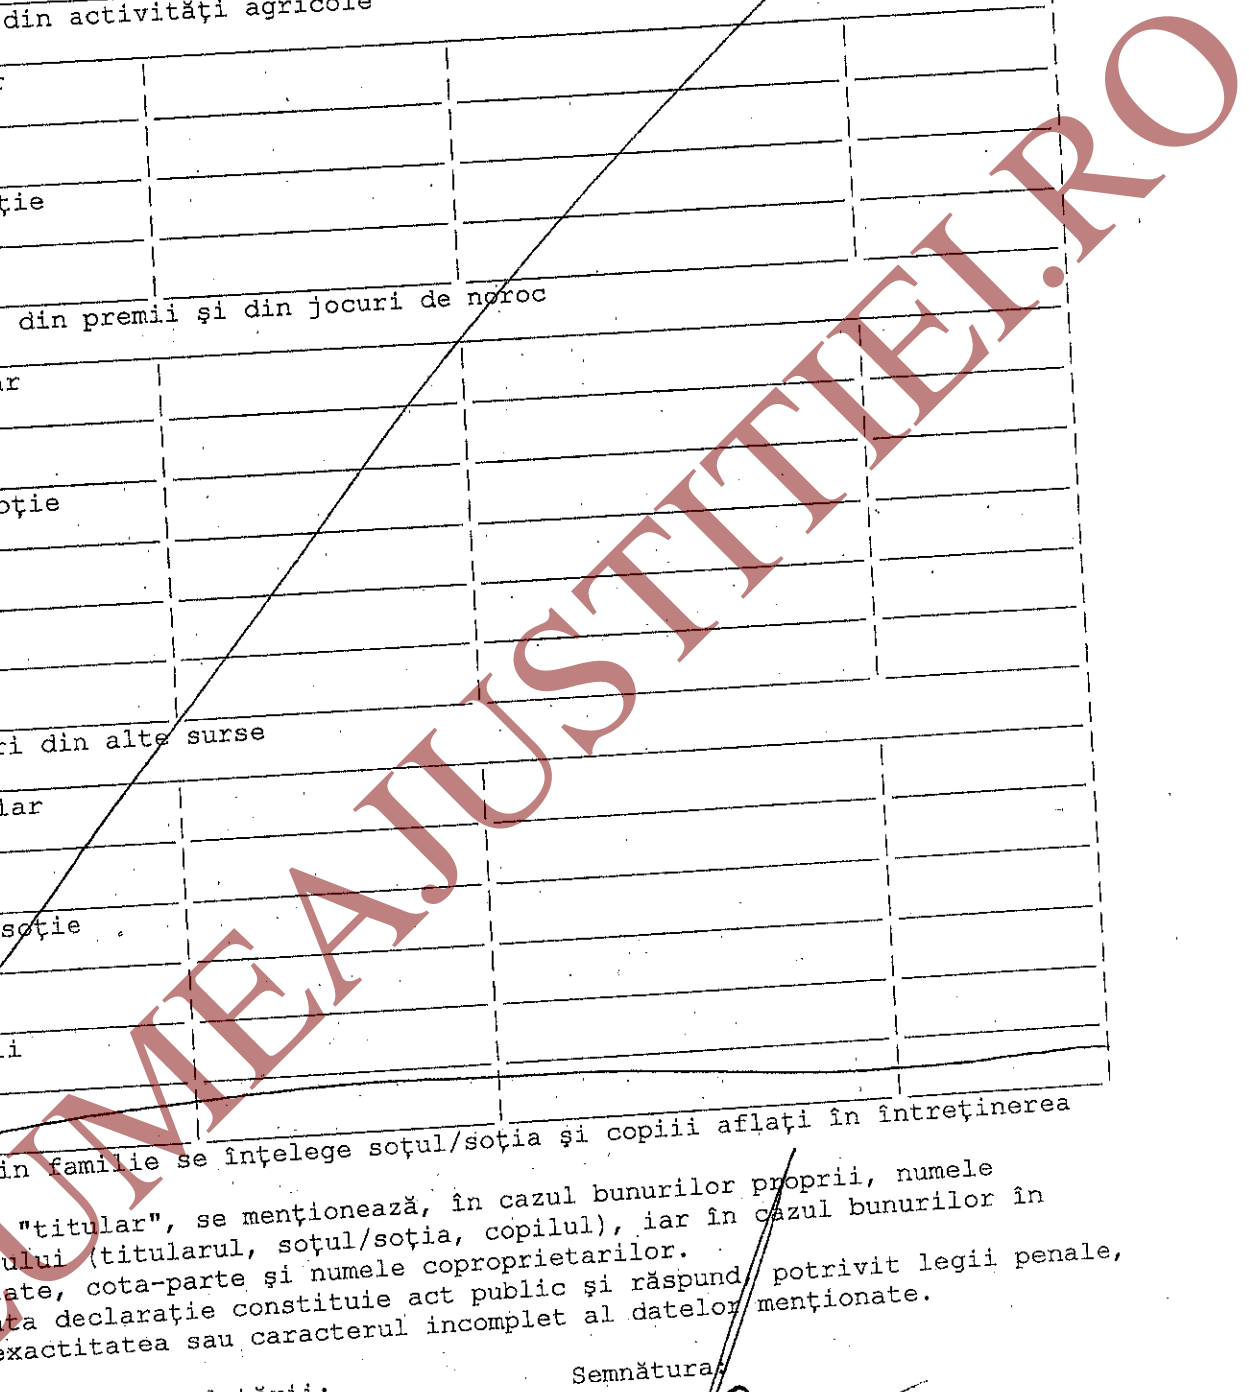 din activități agricole
ție
din premii și din jocuri de noroc
ar
oție
ri din alte surse
lar
soție
i
in familie se înțelege soțul/soția și copiii aflați în întreținerea
"titular", se menționează, în cazul bunurilor proprii, numele
ului (titularul, soțul/soția, copilul), iar în cazul bunurilor în
ate, cota-parte și numele coproprietarilor.
ta declarație constituie act public și răspund, potrivit legii penale,
exactitatea sau caracterul incomplet al datelor menționate.
Semnătura
UMEAJUSTITIEI.RO